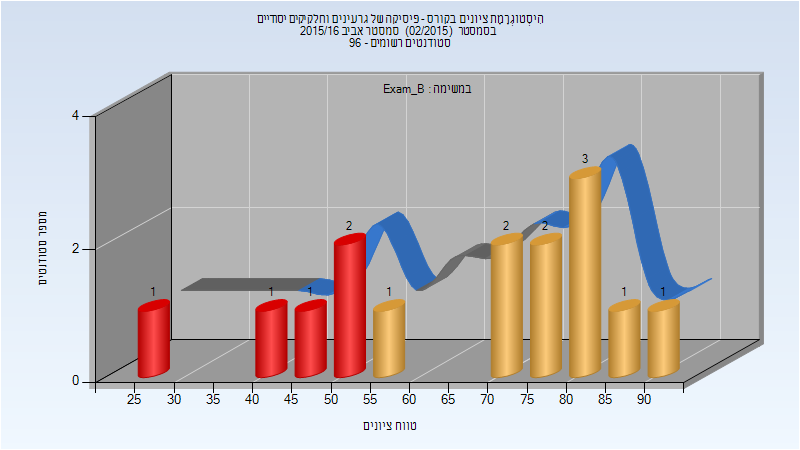 היסטוגרמת ציונים בקורס - פיסיקה של גרעינים וחלקיקים יסודיים
בסמסטר (02/2015) סמסטר אביב 2015/16
סטודנטים רשומים - 96
במשימה : Exam_B
מספר סטודנטים
4
2
0
1
1
1
2
1
2
2
3
1
1
25 30 35 40 45 50 55 60 65 70 75 80 85 90
טווח ציונים